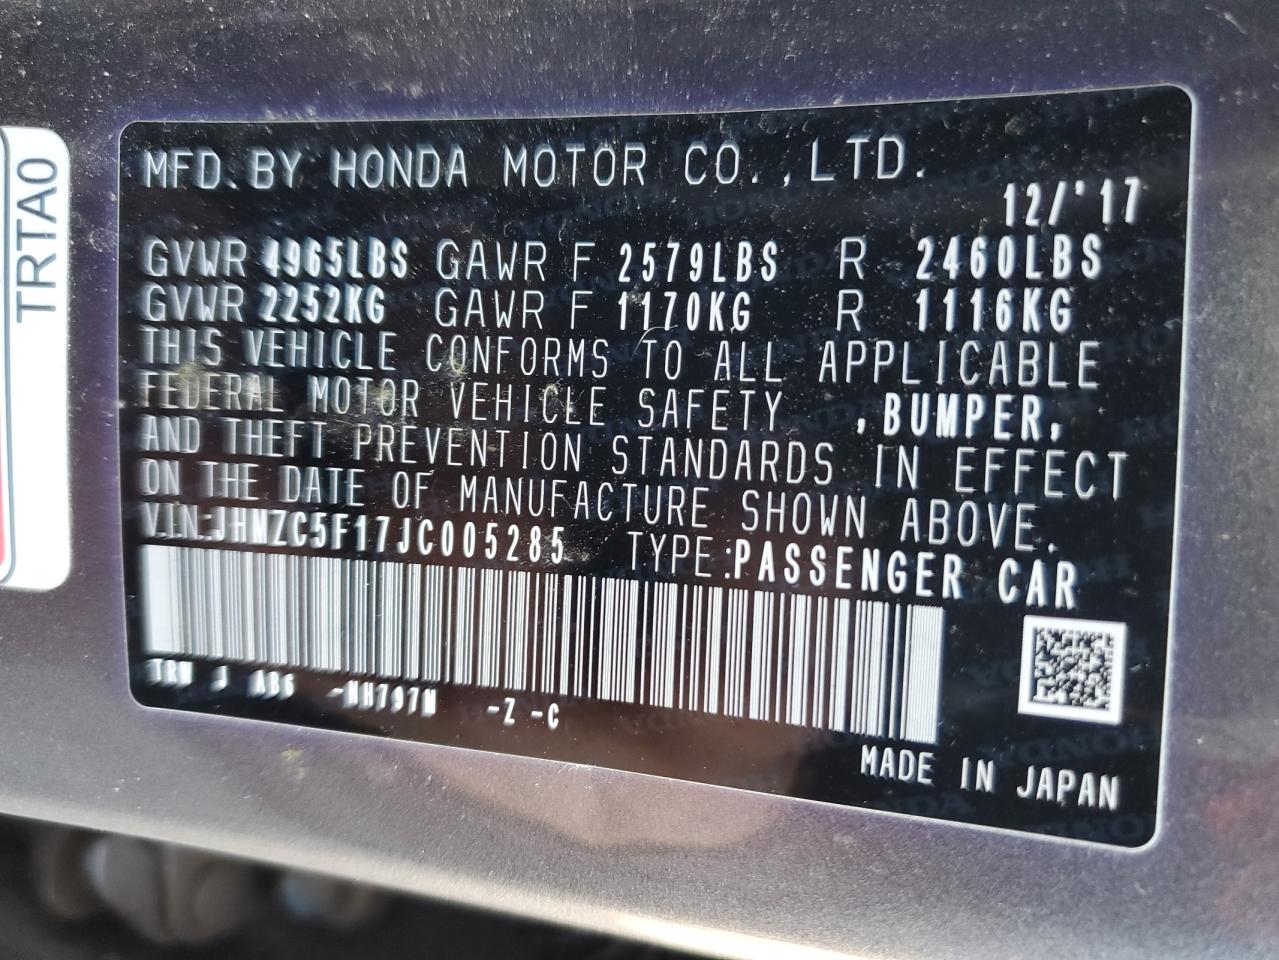 MFD. BY HONDA MOTOR CO. ,LTD.
12/'17
GVWR 4965LBS GAWR F 2579LBS R 2460LBS
GVWR 2252KG GAWR F 1170KG R 1116KG
THIS VEHICLE CONFORMS TO ALL APPLICABLE
FEDERAL MOTOR VEHICLE SAFETY ,BUMPER,
AND THEFT PREVENTION STANDARDS IN EFFECT
ON THE DATE OF MANUFACTURE SHOWN ABOVE.
VIN:JHMZC5F17JC005285 TYPE:PASSENGER CAR
J -NH797M -Z -C
MADE IN JAPAN
TRTA0